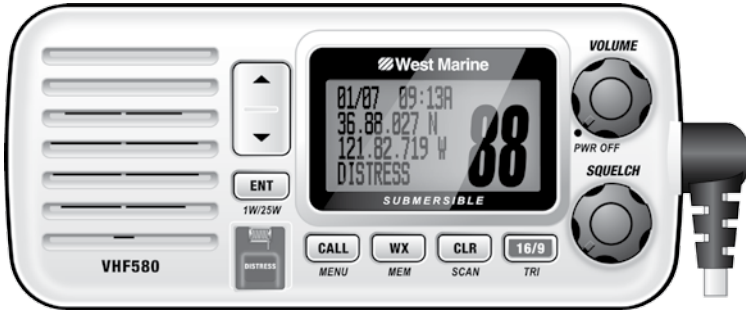 VOLUME
West Marine
01/07 09:13A
36.88.027 N
121.82.719 W
DISTRESS
88
PWR OFF
SUBMERSIBLE
SQUELCH
ENT
1W/25W
DISTRESS
VHF580
CALL
WX
CLR
16/9
MENU
MEM
SCAN
TRI